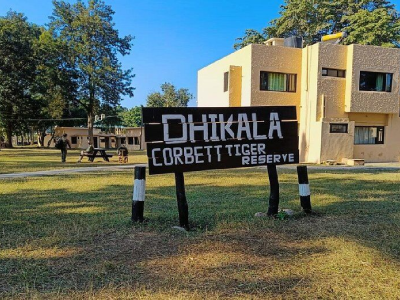 DHIKALA
CORBETT TIGER
RESERVE